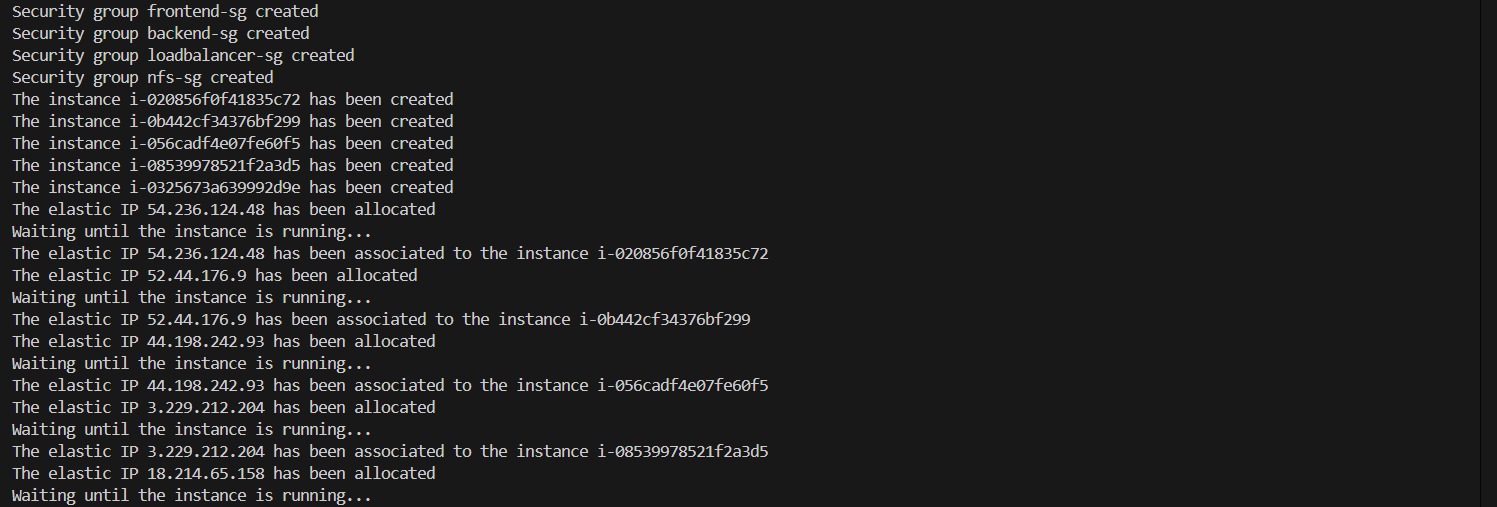 Security group frontend-sg created
Security group backend-sg created
Security group loadbalancer-sg created
Security group nfs-sg created
The instance i-020856f0f41835c72 has been created
The instance i-0b442cf34376bf299 has been created
The instance i-056cadf4e07fe60f5 has been created
The instance i-08539978521f2a3d5 has been created
The instance i-0325673a639992d9e has been created
The elastic IP 54.236.124.48 has been allocated
Waiting until the instance is running...
The elastic IP 54.236.124.48 has been associated to the instance i-020856f0f41835c72
The elastic IP 52.44.176.9 has been allocated
Waiting until the instance is running...
The elastic IP 52.44.176.9 has been associated to the instance i-0b442cf34376bf299
The elastic IP 44.198.242.93 has been allocated
Waiting until the instance is running...
The elastic IP 44.198.242.93 has been associated to the instance i-056cadf4e07fe60f5
The elastic IP 3.229.212.204 has been allocated
Waiting until the instance is running...
The elastic IP 3.229.212.204 has been associated to the instance i-08539978521f2a3d5
The elastic IP 18.214.65.158 has been allocated
Waiting until the instance is running...